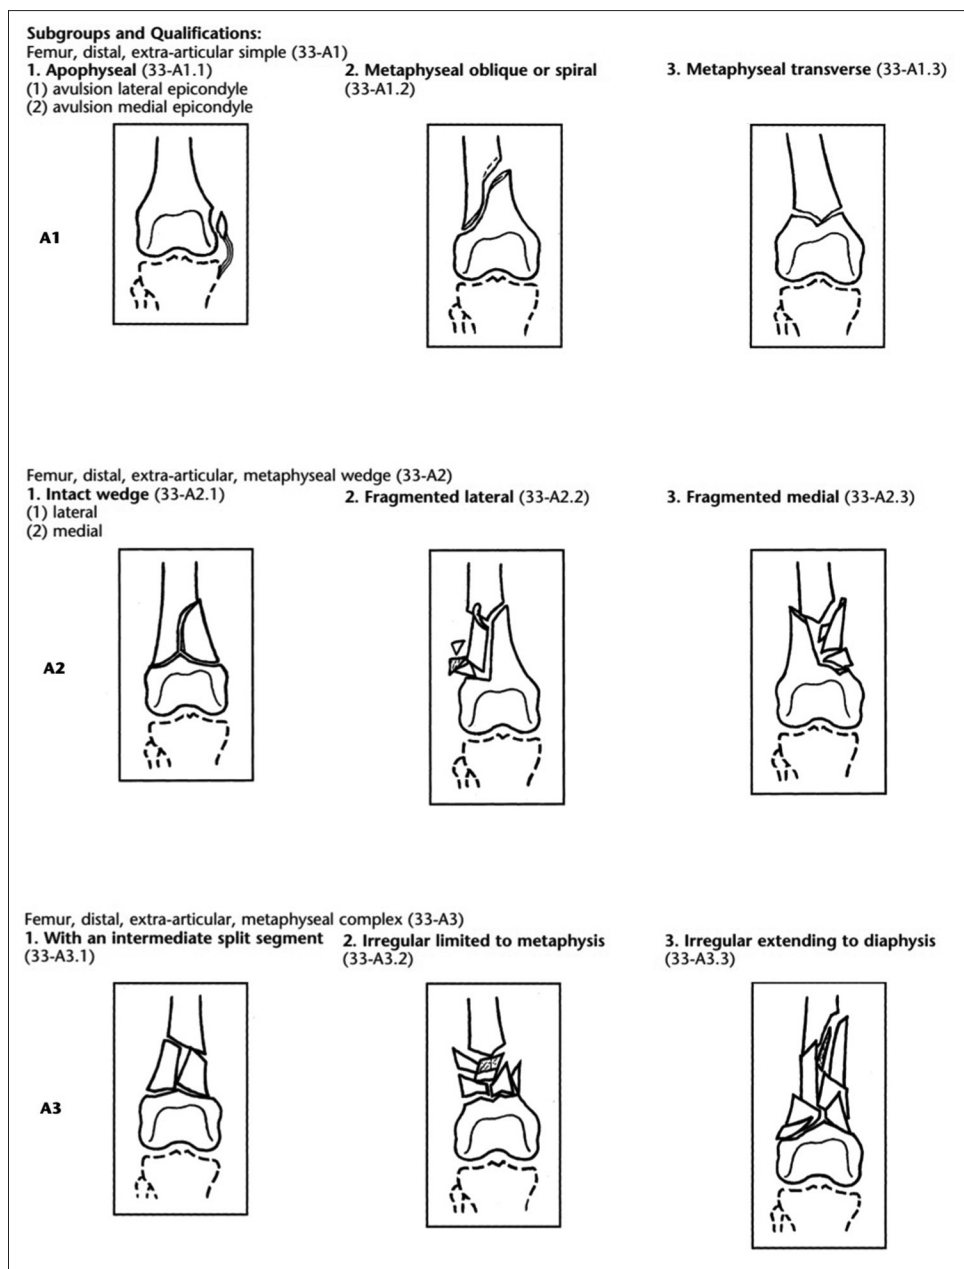 Subgroups and Qualifications:
Femur, distal, extra-articular simple (33-A1)
1. Apophyseal (33-A1.1)
(1) avulsion lateral epicondyle
(2) avulsion medial epicondyle
2. Metaphyseal oblique or spiral
(33-A1.2)
3. Metaphyseal transverse (33-A1.3)
A1
Femur, distal, extra-articular, metaphyseal wedge (33-A2)
1. Intact wedge (33-A2.1)
(1) lateral
(2) medial
2. Fragmented lateral (33-A2.2)
3. Fragmented medial (33-A2.3)
A2
Femur, distal, extra-articular, metaphyseal complex (33-A3)
1. With an intermediate split segment
(33-A3.1)
2. Irregular limited to metaphysis
(33-A3.2)
3. Irregular extending to diaphysis
(33-A3.3)
A3